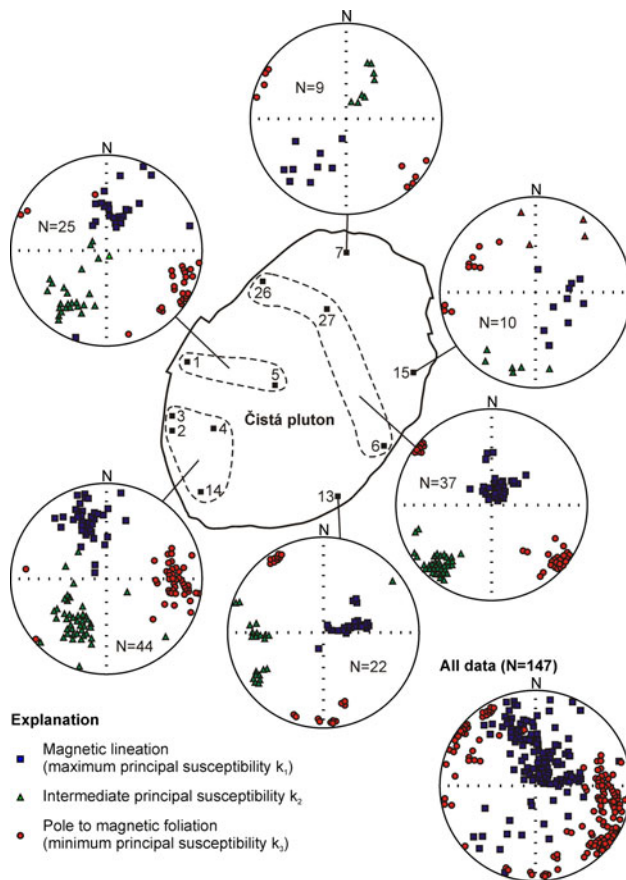 N
N=9
N
N=25
N
N=10
7
26
27
1
5
15
3
2
4
Čistá pluton
6
14
13
N
N=37
N
N=44
N
N=22
All data (N=147)
N
Explanation
Magnetic lineation
(maximum principal susceptibility k₁)
Intermediate principal susceptibility k₂
Pole to magnetic foliation
(minimum principal susceptibility k₃)